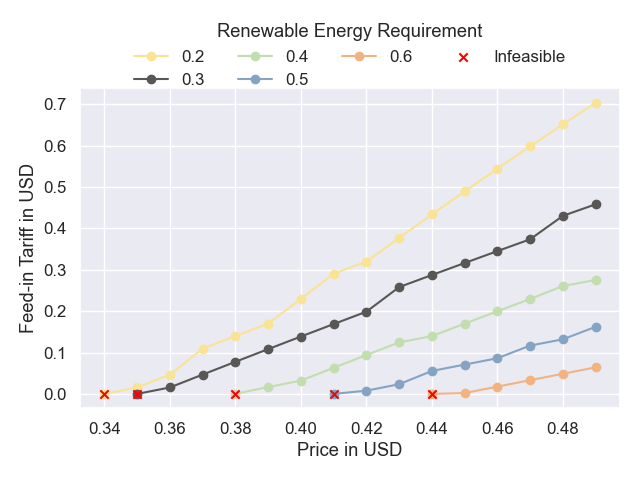 Renewable Energy Requirement
0.2 0.4 0.6 Infeasible
0.3 0.5
0.7
0.6
0.5
0.4
0.3
0.2
0.1
0.0
Feed-in Tariff in USD
0.34 0.36 0.38 0.40 0.42 0.44 0.46 0.48
Price in USD